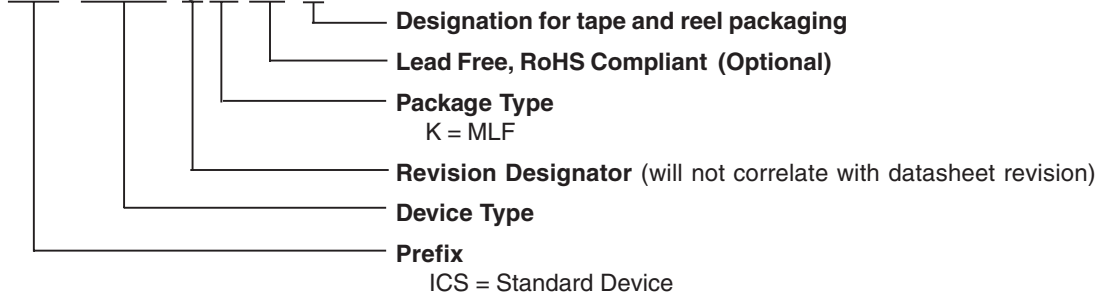 Designation for tape and reel packaging
Lead Free, RoHS Compliant (Optional)
Package Type
K = MLF
Revision Designator (will not correlate with datasheet revision)
Device Type
Prefix
ICS = Standard Device